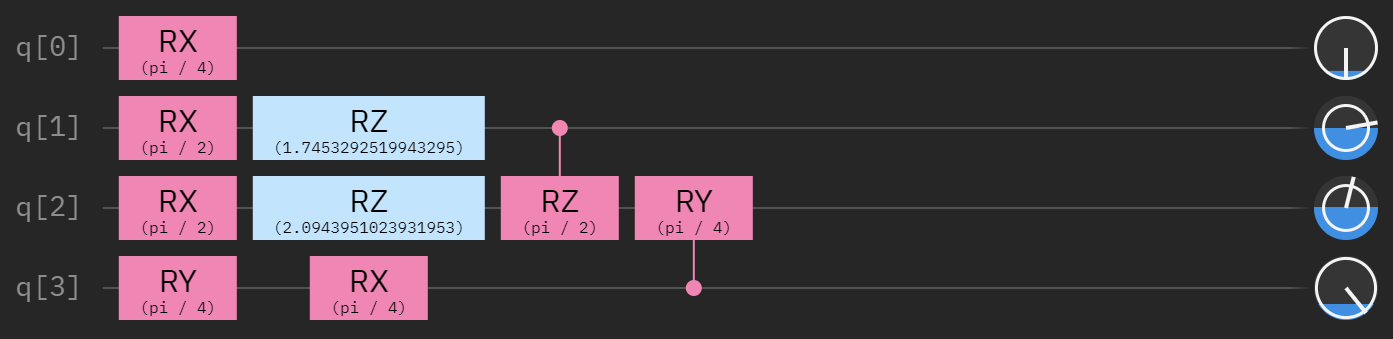 q[0] RX
(pi / 4)
q[1] RX RZ
(pi / 2) (1.7453292519943295)
q[2] RX RZ RZ RY
(pi / 2) (2.0943951023931953) (pi / 2) (pi / 4)
q[3] RY RX
(pi / 4) (pi / 4)